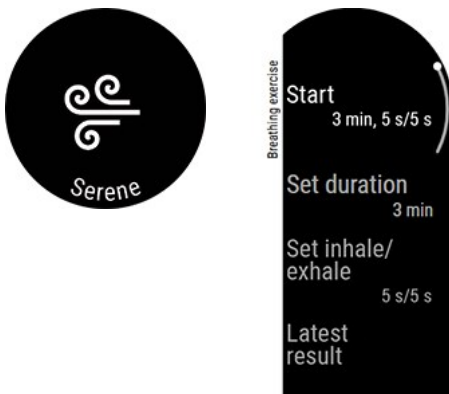 Serene
Breathing exercise
Start
3 min, 5 s/5 s
Set duration
3 min
Set inhale/
exhale
5 s/5 s
Latest
result